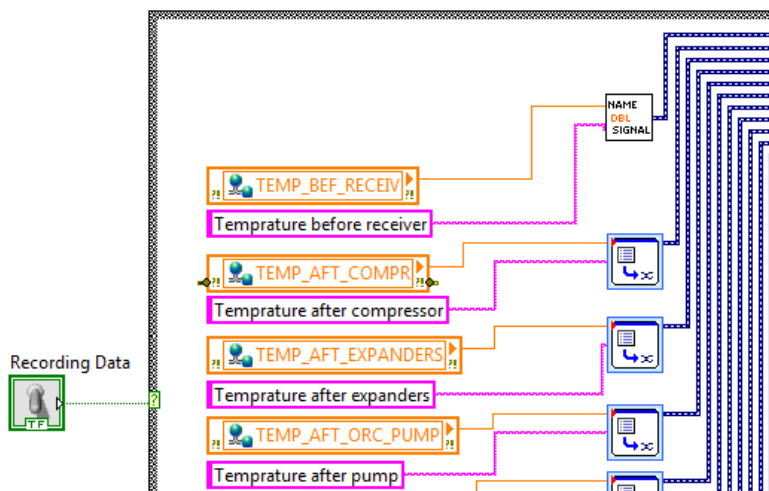 NAME
DBL
SIGNAL
?! TEMP_BEF_RECEIV ?!
Temprature before receiver
?! TEMP_AFT_COMPR ?!
Temprature after compressor
?! TEMP_AFT_EXPANDERS ?!
Temprature after expanders
Recording Data
TF
?
?! TEMP_AFT_ORC_PUMP ?!
Temprature after pump